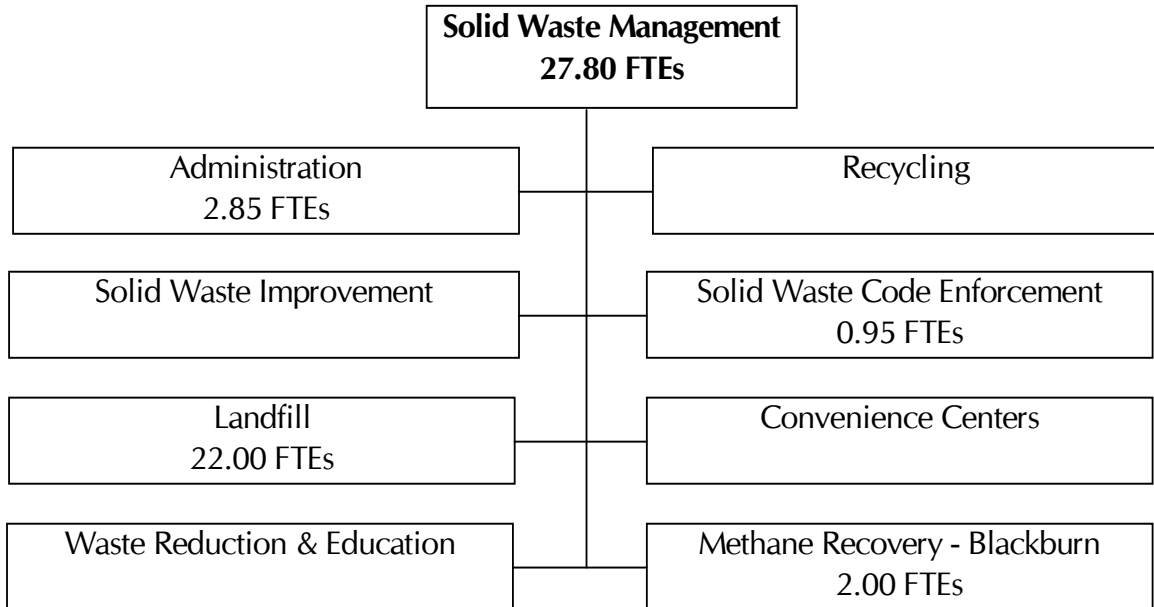 Solid Waste Management
27.80 FTEs
Administration
2.85 FTEs
Recycling
Solid Waste Improvement
Solid Waste Code Enforcement
0.95 FTEs
Landfill
22.00 FTEs
Convenience Centers
Waste Reduction & Education
Methane Recovery - Blackburn
2.00 FTEs